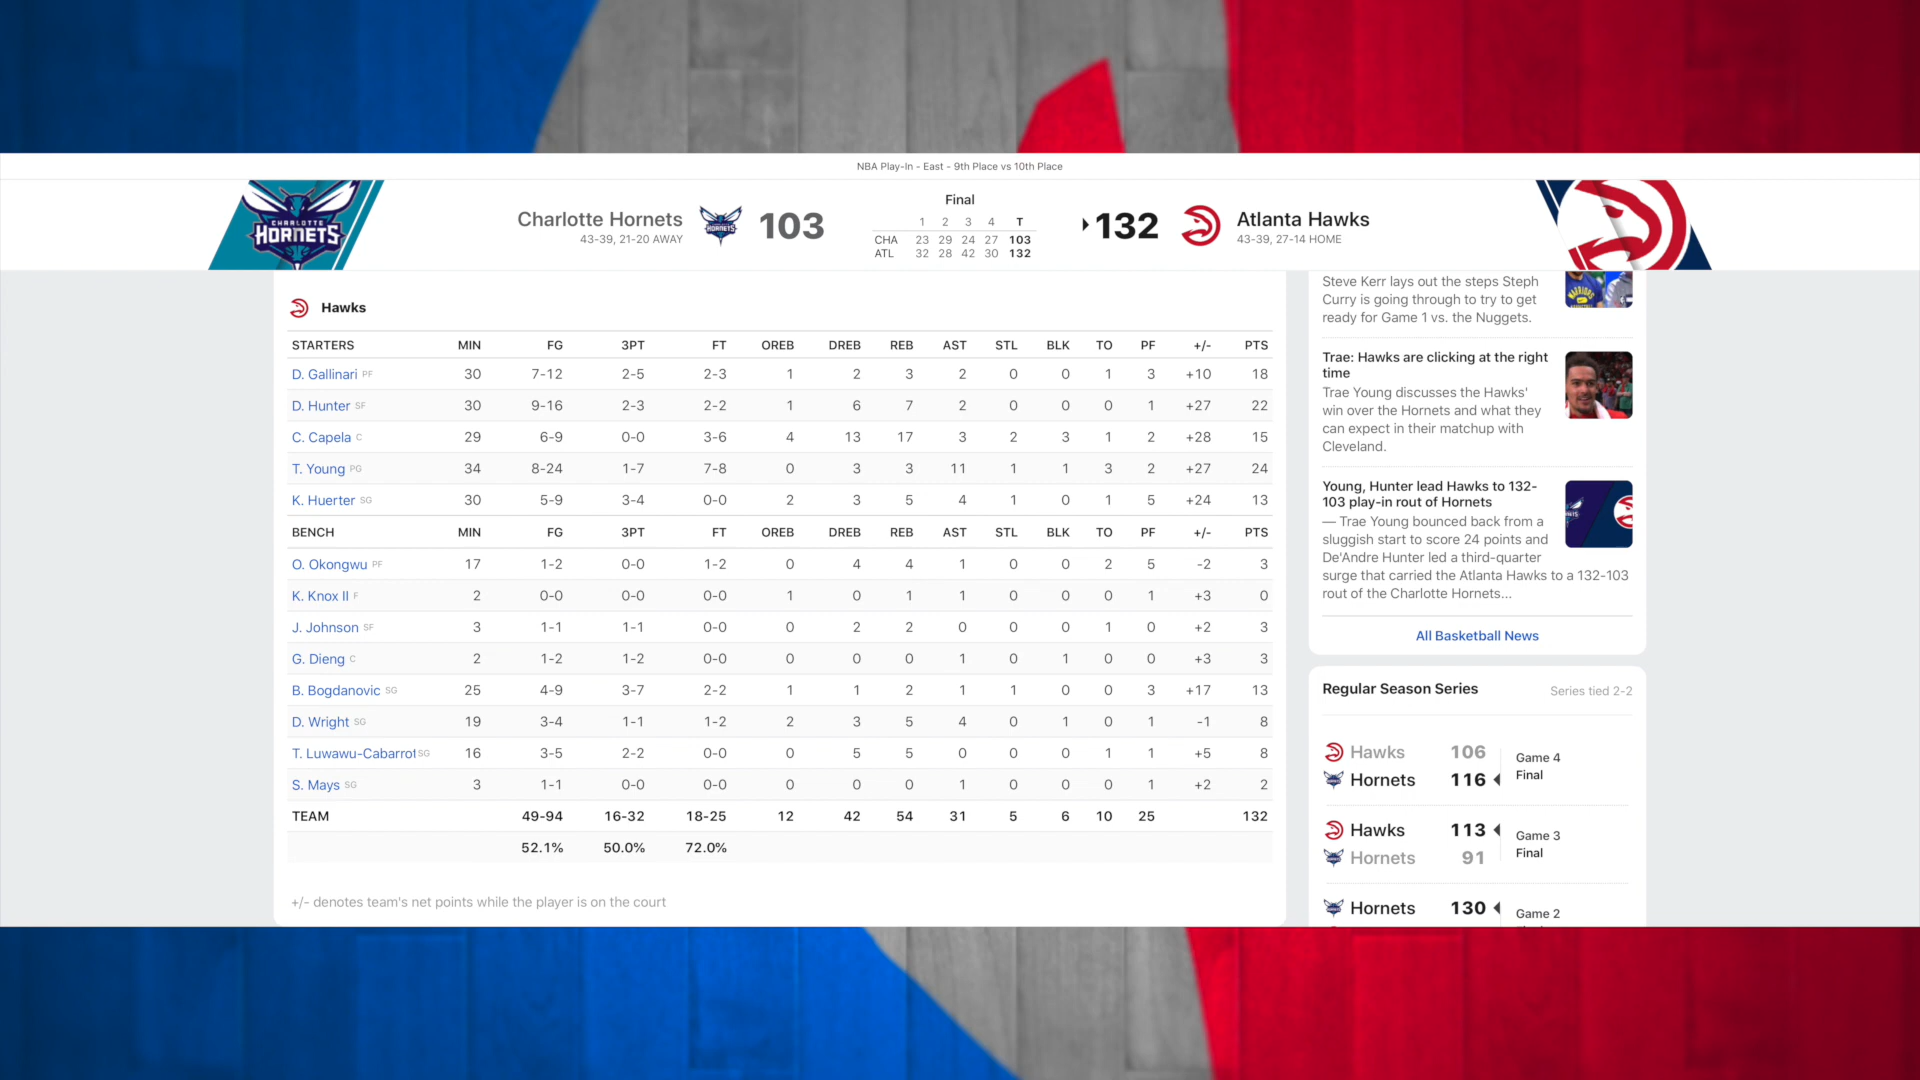 NBA Play-In - East - 9th Place vs 10th Place
CHARLOTTE
HORNETS
Charlotte Hornets
43-39, 21-20 AWAY
HORNETS
103
Final
1 2 3 4 T
CHA 23 29 24 27 103
ATL 32 28 42 30 132
132
Atlanta Hawks
43-39, 27-14 HOME
Hawks
STARTERS MIN FG 3PT FT OREB DREB REB AST STL BLK TO PF +/- PTS
D. Gallinari PF 30 7-12 2-5 2-3 1 2 3 2 0 0 1 3 +10 18
D. Hunter SF 30 9-16 2-3 2-2 1 6 7 2 0 0 0 1 +27 22
C. Capela C 29 6-9 0-0 3-6 4 13 17 3 2 3 1 2 +28 15
T. Young PG 34 8-24 1-7 7-8 0 3 3 11 1 1 3 2 +27 24
K. Huerter SG 30 5-9 3-4 0-0 2 3 5 4 1 0 1 5 +24 13
BENCH MIN FG 3PT FT OREB DREB REB AST STL BLK TO PF +/- PTS
O. Okongwu PF 17 1-2 0-0 1-2 0 4 4 1 0 0 2 5 -2 3
K. Knox II F 2 0-0 0-0 0-0 1 0 1 1 0 0 0 1 +3 0
J. Johnson SF 3 1-1 1-1 0-0 0 2 2 0 0 0 1 0 +2 3
G. Dieng C 2 1-2 1-2 0-0 0 0 0 1 0 1 0 0 +3 3
B. Bogdanovic SG 25 4-9 3-7 2-2 1 1 2 1 1 0 0 3 +17 13
D. Wright SG 19 3-4 1-1 1-2 2 3 5 4 0 1 0 1 -1 8
T. Luwawu-Cabarrot SG 16 3-5 2-2 0-0 0 5 5 0 0 0 1 1 +5 8
S. Mays SG 3 1-1 0-0 0-0 0 0 0 1 0 0 0 1 +2 2
TEAM 49-94 16-32 18-25 12 42 54 31 5 6 10 25 132
52.1% 50.0% 72.0%
+/- denotes team's net points while the player is on the court
Steve Kerr lays out the steps Steph
Curry is going through to try to get
ready for Game 1 vs. the Nuggets.
WARRIORS
Trae: Hawks are clicking at the right
time
Trae Young discusses the Hawks'
win over the Hornets and what they
can expect in their matchup with
Cleveland.
Young, Hunter lead Hawks to 132-
103 play-in rout of Hornets
— Trae Young bounced back from a
sluggish start to score 24 points and
De'Andre Hunter led a third-quarter
surge that carried the Atlanta Hawks to a 132-103
rout of the Charlotte Hornets...
All Basketball News
Regular Season Series Series tied 2-2
Hawks 106
Hornets 116
Game 4
Final
Hawks 113
Hornets 91
Game 3
Final
Hornets 130
Game 2